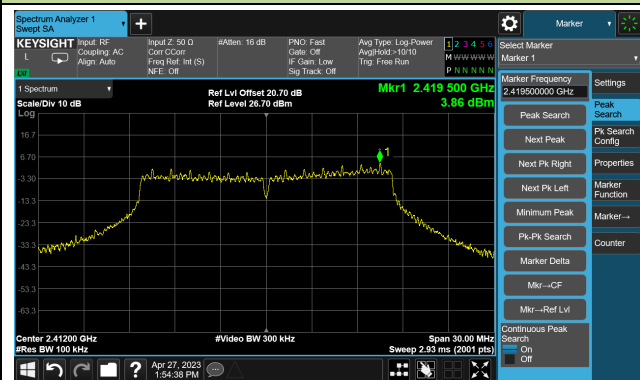 Spectrum Analyzer 1
Swept SA
Marker
KEYSIGHT
L
LXI
Input: RF
Coupling: AC
Align: Auto
Input Z: 50 Ω
Corr CCorr
Freq Ref: Int (S)
NFE: Off
#Atten: 16 dB
PNO: Fast
Gate: Off
IF Gain: Low
Sig Track: Off
Avg Type: Log-Power
Avg|Hold:>10/10
Trig: Free Run
1 2 3 4 5 6
M W W W W W
P N N N N N
Select Marker
Marker 1
1 Spectrum
Scale/Div 10 dB
Log
Ref Lvl Offset 20.70 dB
Ref Level 26.70 dBm
Mkr1 2.419 500 GHz
3.86 dBm
16.7
6.70
-3.30
-13.3
-23.3
-33.3
-43.3
-53.3
-63.3
1
Center 2.41200 GHz
#Res BW 100 kHz
#Video BW 300 kHz
Span 30.00 MHz
Sweep 2.93 ms (2001 pts)
Marker Frequency
2.419500000 GHz
Peak Search
Next Peak
Next Pk Right
Next Pk Left
Minimum Peak
Pk-Pk Search
Marker Delta
Mkr→CF
Mkr→Ref Lvl
Continuous Peak
Search
On
Off
Settings
Peak
Search
Pk Search
Config
Properties
Marker
Function
Marker→
Counter
?
Apr 27, 2023
1:54:38 PM